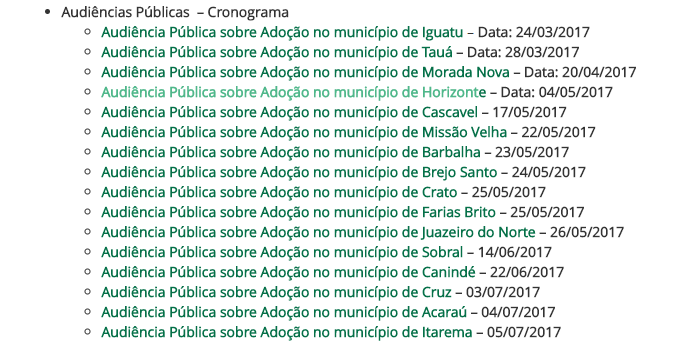 Audiências Públicas – Cronograma
Audiência Pública sobre Adoção no município de Iguatu – Data: 24/03/2017
Audiência Pública sobre Adoção no município de Tauá – Data: 28/03/2017
Audiência Pública sobre Adoção no município de Morada Nova – Data: 20/04/2017
Audiência Pública sobre Adoção no município de Horizonte – Data: 04/05/2017
Audiência Pública sobre Adoção no município de Cascavel – 17/05/2017
Audiência Pública sobre Adoção no município de Missão Velha – 22/05/2017
Audiência Pública sobre Adoção no município de Barbalha – 23/05/2017
Audiência Pública sobre Adoção no município de Brejo Santo – 24/05/2017
Audiência Pública sobre Adoção no município de Crato – 25/05/2017
Audiência Pública sobre Adoção no município de Farias Brito – 25/05/2017
Audiência Pública sobre Adoção no município de Juazeiro do Norte – 26/05/2017
Audiência Pública sobre Adoção no município de Sobral – 14/06/2017
Audiência Pública sobre Adoção no município de Canindé – 22/06/2017
Audiência Pública sobre Adoção no município de Cruz – 03/07/2017
Audiência Pública sobre Adoção no município de Acaraú – 04/07/2017
Audiência Pública sobre Adoção no município de Itarema – 05/07/2017